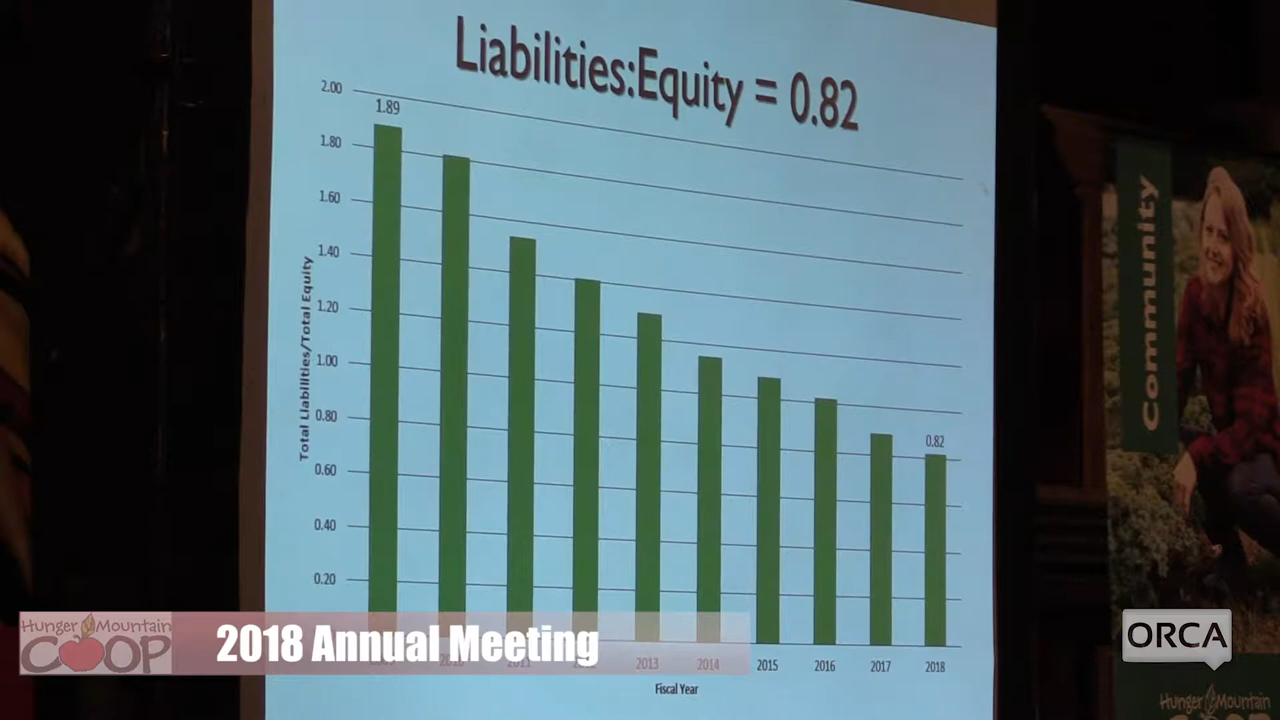 Liabilities:Equity = 0.82
2.00
1.89
1.80
1.60
1.40
1.20
1.00
0.80
0.60
0.40
0.20
0.82
Total Liabilities/Total Equity
2010
2011
2013
2014
2015
2016
2017
2018
Fiscal Year
Community
Hunger Mountain
COOP
2018 Annual Meeting
ORCA
Hunger Mountain